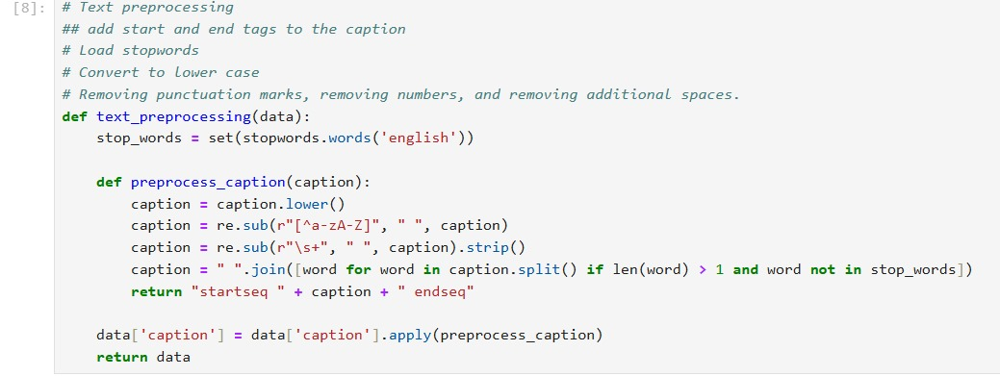 [8]: # Text preprocessing
## add start and end tags to the caption
# Load stopwords
# Convert to lower case
# Removing punctuation marks, removing numbers, and removing additional spaces.
def text_preprocessing(data):
    stop_words = set(stopwords.words('english'))

    def preprocess_caption(caption):
        caption = caption.lower()
        caption = re.sub(r"[^a-zA-Z]", " ", caption)
        caption = re.sub(r"\s+", " ", caption).strip()
        caption = " ".join([word for word in caption.split() if len(word) > 1 and word not in stop_words])
        return "startseq " + caption + " endseq"

    data['caption'] = data['caption'].apply(preprocess_caption)
    return data